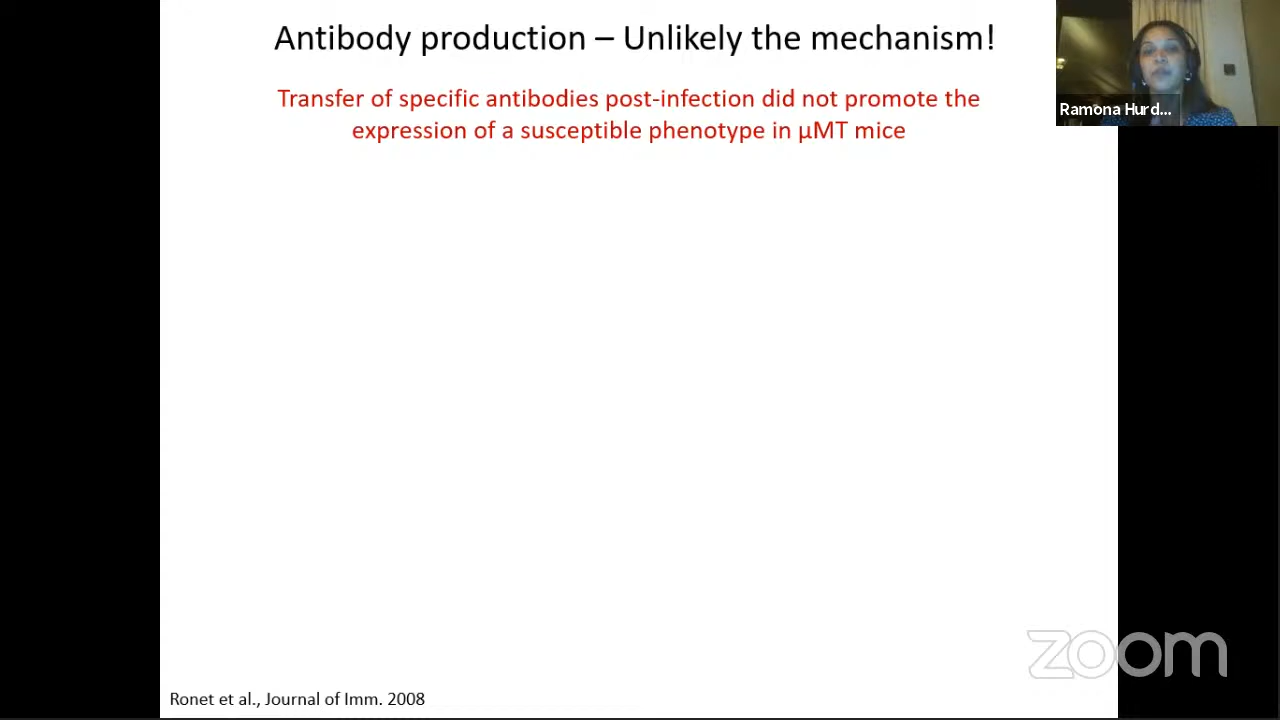 Antibody production – Unlikely the mechanism!
Transfer of specific antibodies post-infection did not promote the
expression of a susceptible phenotype in µMT mice
Ramona Hurd...
Ronet et al., Journal of Imm. 2008
zoom